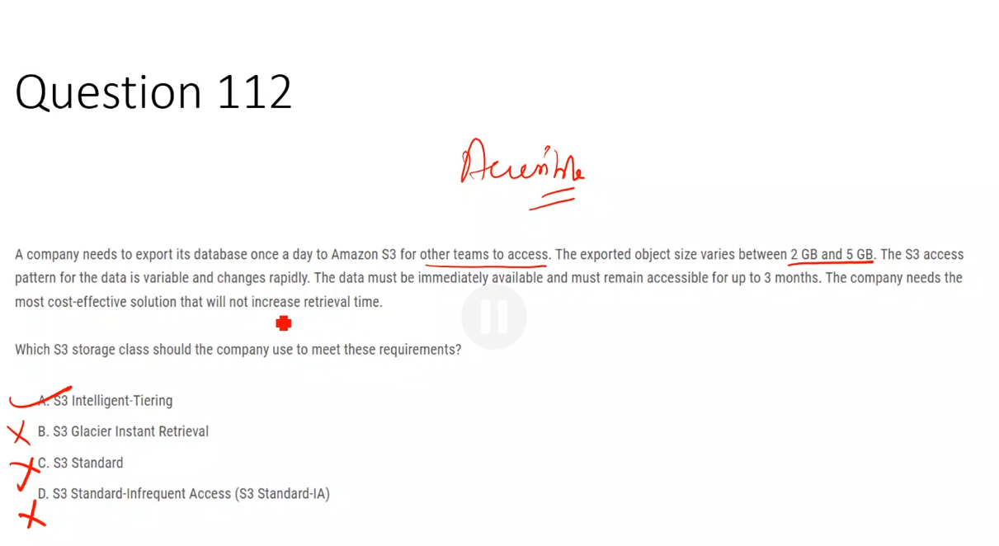 Question 112
Accesible
A company needs to export its database once a day to Amazon S3 for other teams to access. The exported object size varies between 2 GB and 5 GB. The S3 access
pattern for the data is variable and changes rapidly. The data must be immediately available and must remain accessible for up to 3 months. The company needs the
most cost-effective solution that will not increase retrieval time.
Which S3 storage class should the company use to meet these requirements?
A. S3 Intelligent-Tiering
B. S3 Glacier Instant Retrieval
C. S3 Standard
D. S3 Standard-Infrequent Access (S3 Standard-IA)